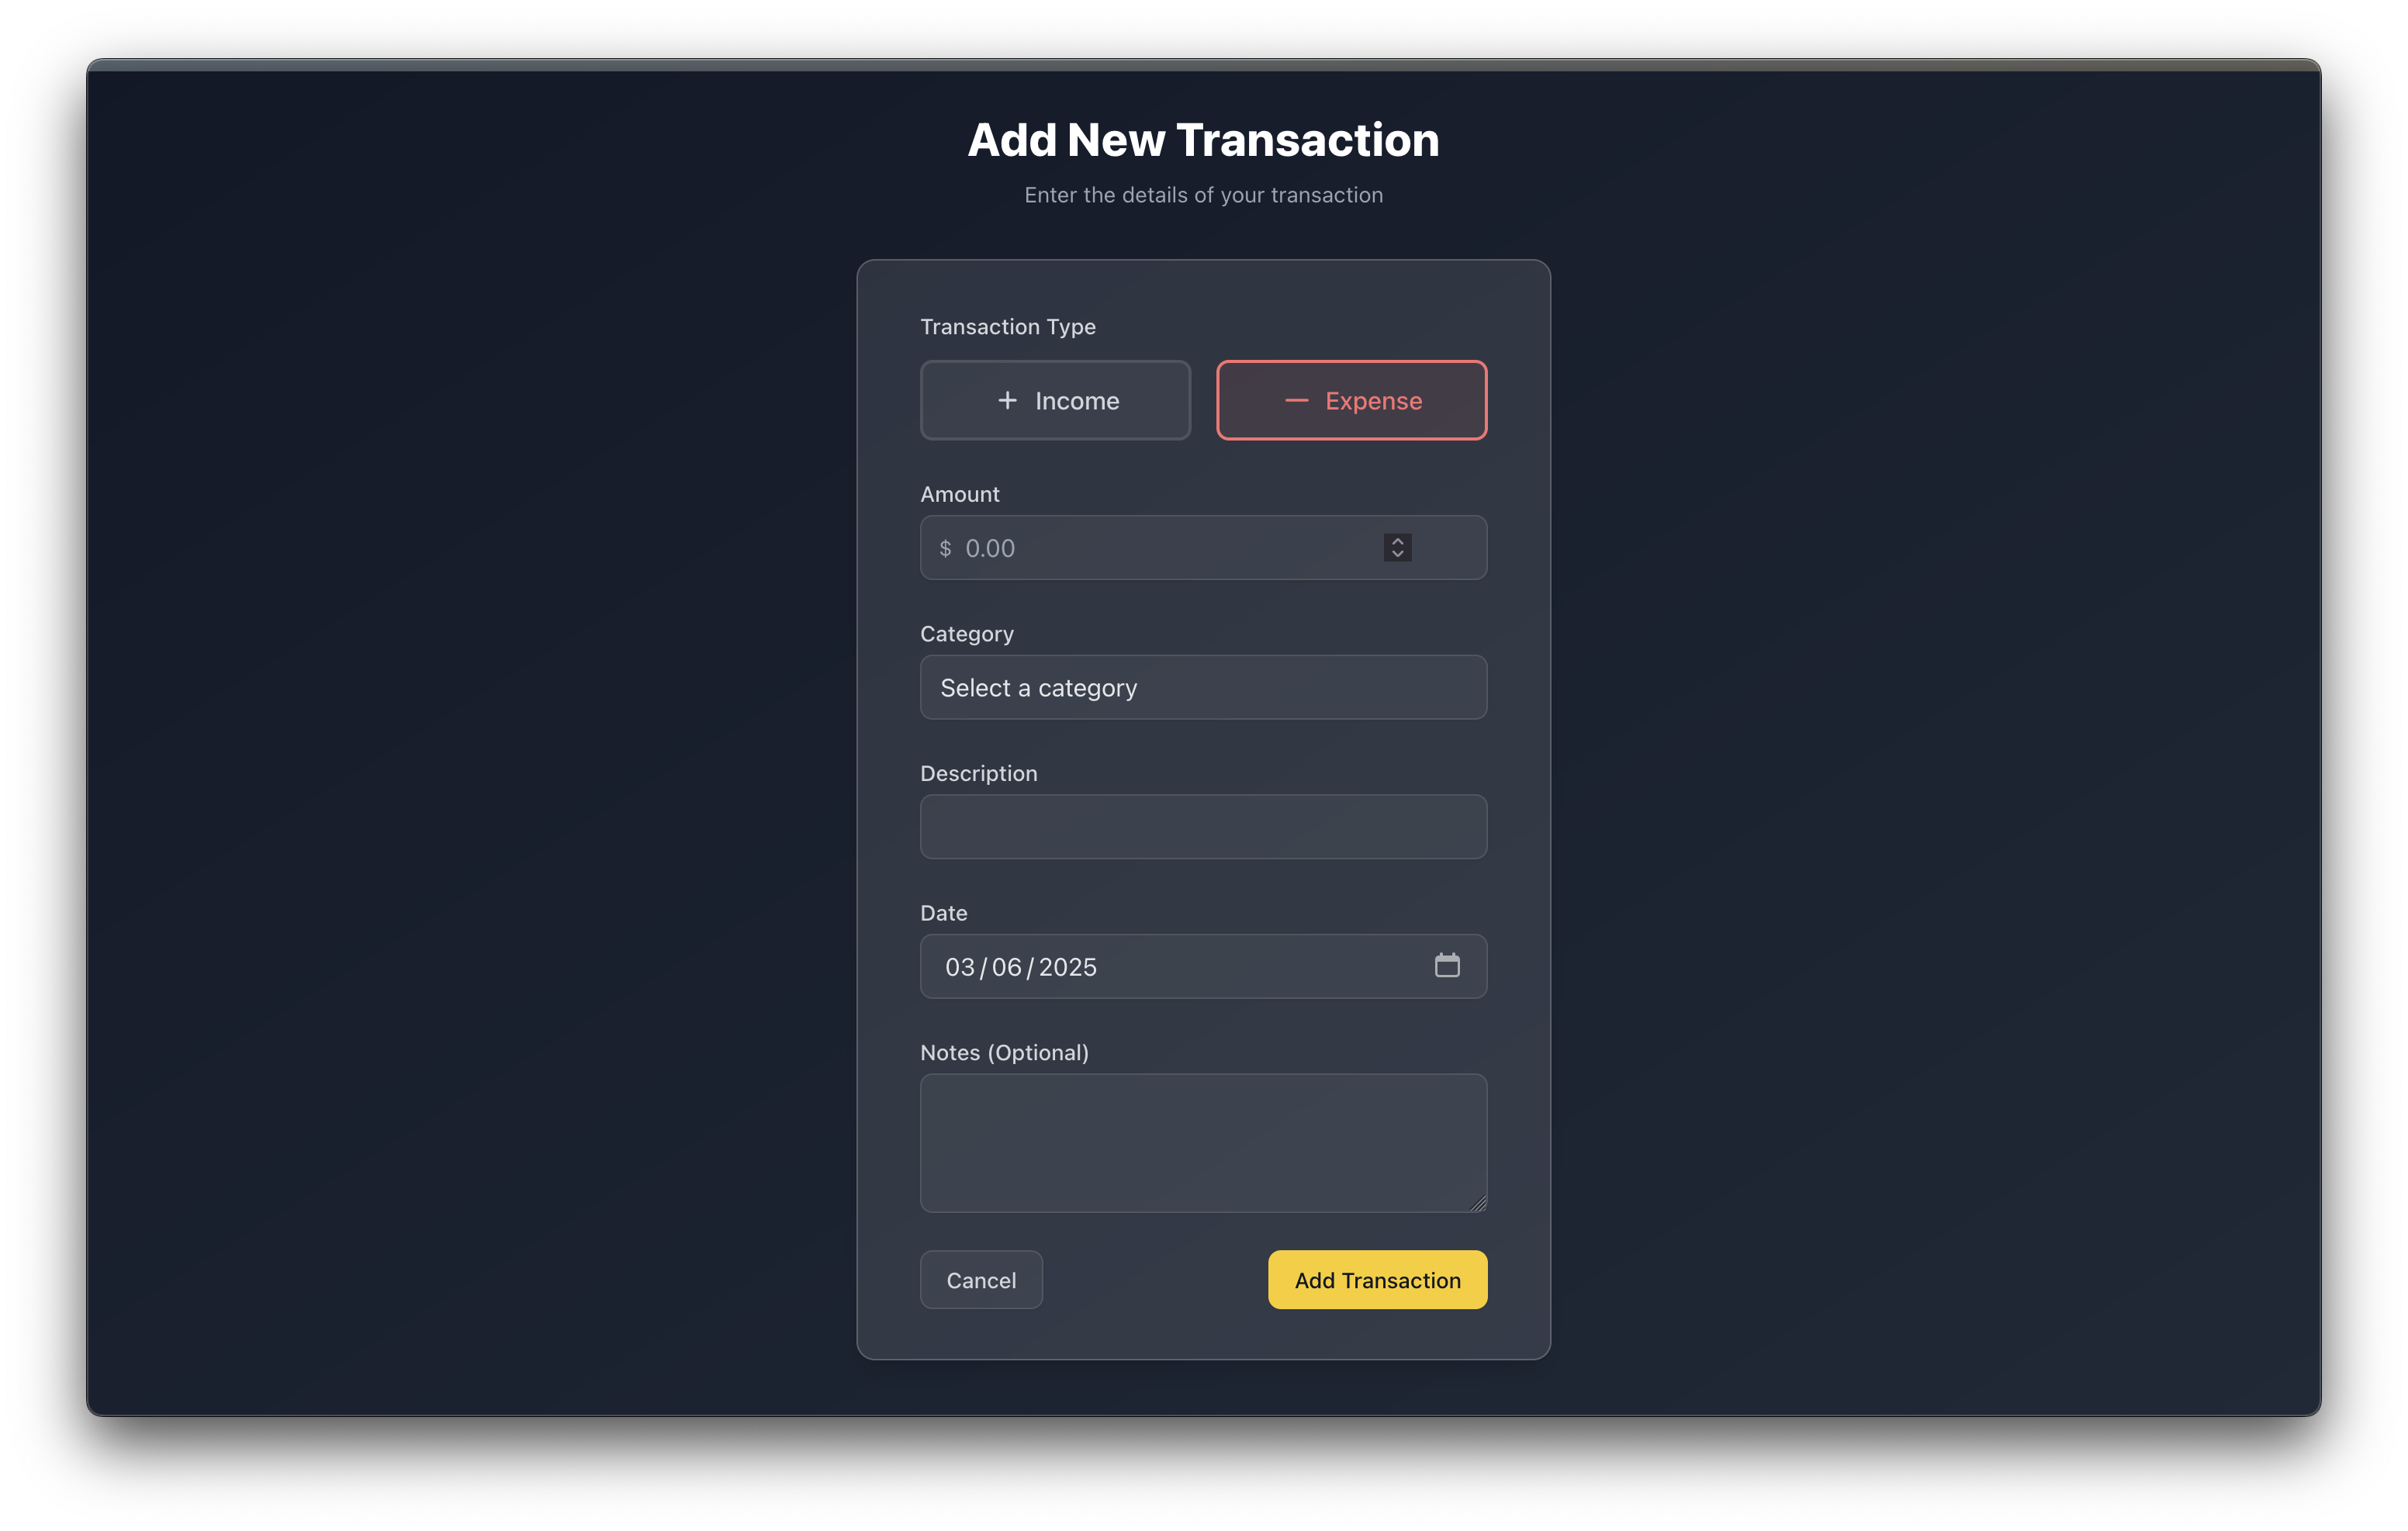 Add New Transaction
Enter the details of your transaction
Transaction Type
+ Income
— Expense
Amount
$ 0.00
Category
Select a category
Description
Date
03/06/2025
Notes (Optional)
Cancel
Add Transaction